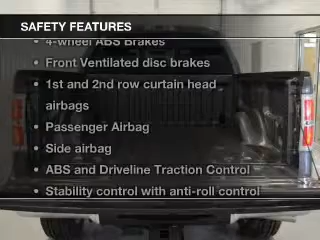 SAFETY FEATURES
• 4-wheel ABS Brakes
• Front Ventilated disc brakes
• 1st and 2nd row curtain head
airbags
• Passenger Airbag
• Side airbag
• ABS and Driveline Traction Control
• Stability control with anti-roll control